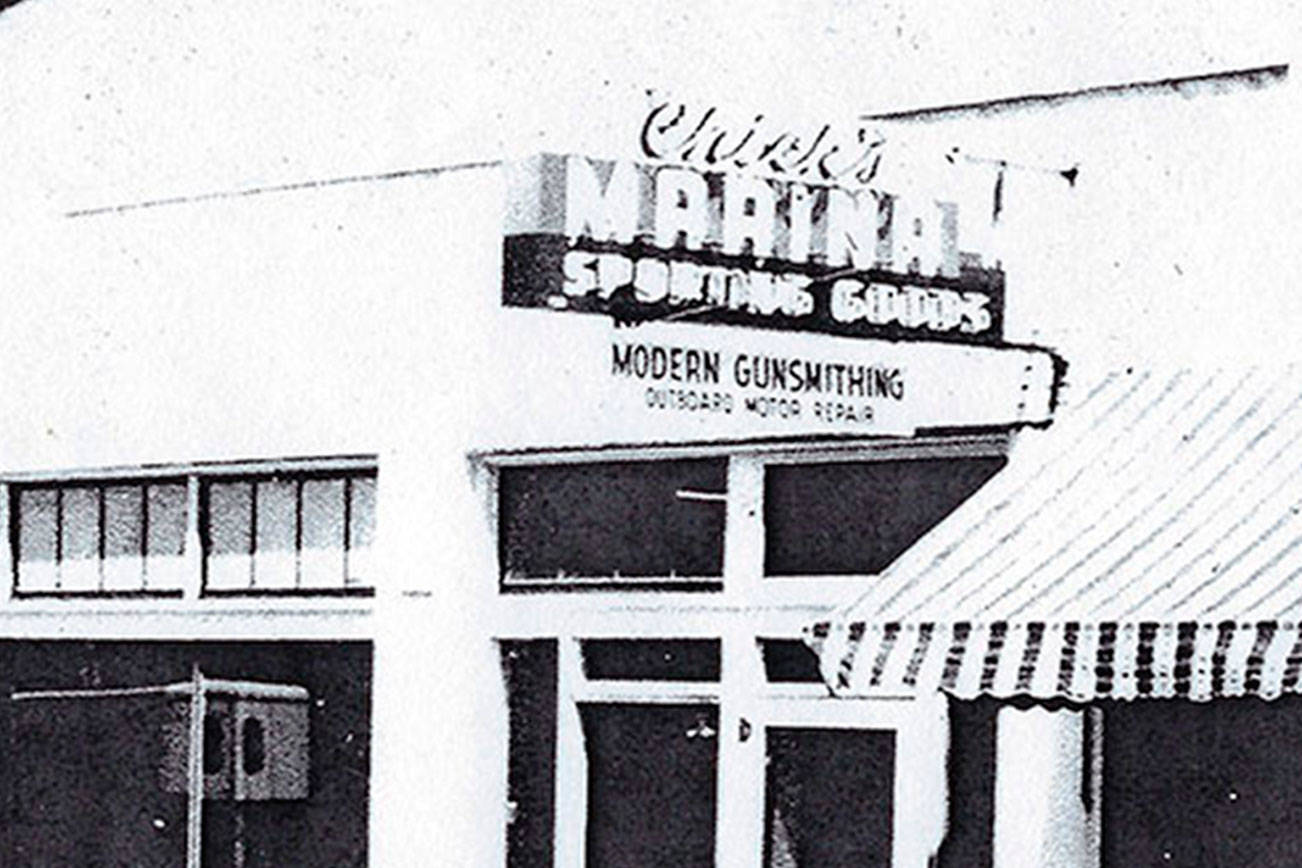 Chick's
MARINA
SPORTING GOODS
MODERN GUNSMITHING
OUTBOARD MOTOR REPAIR